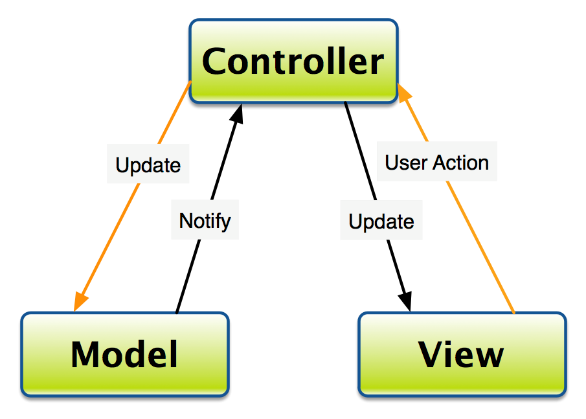 Controller
Update
User Action
Notify
Update
Model
View